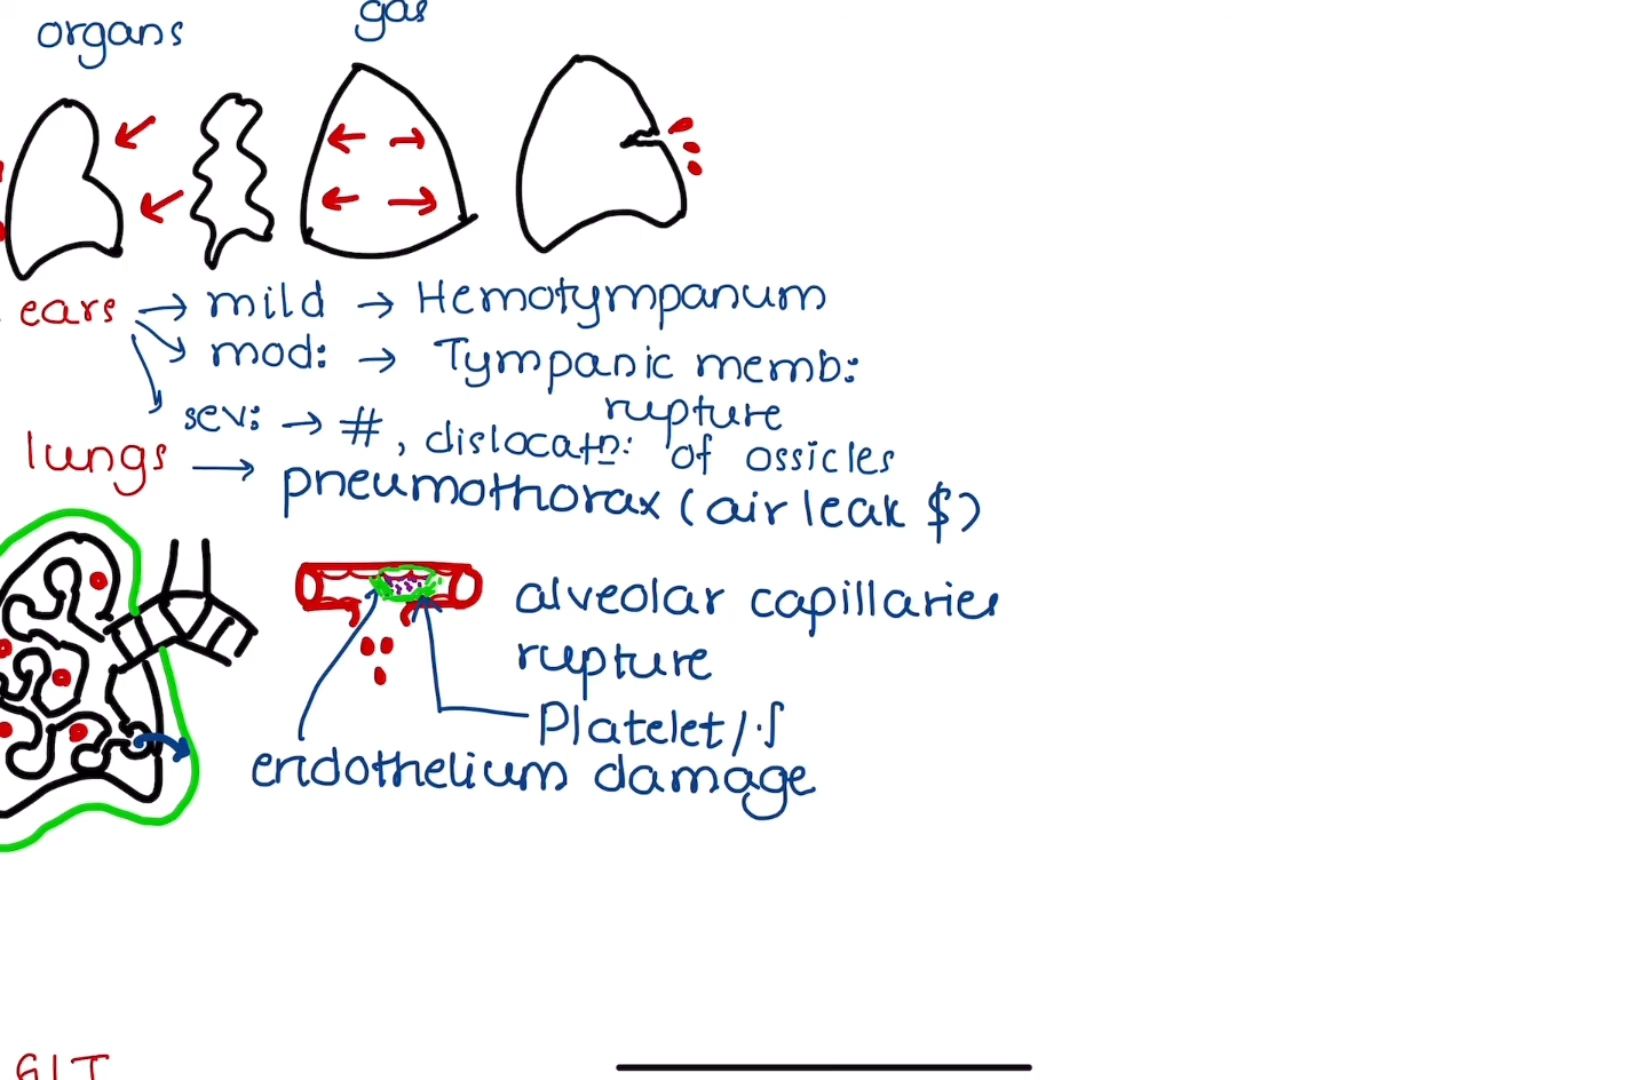 organs
gas
ears → mild → Hemotympanum
mod: → Tympanic memb:
rupture
sev: → #, dislocatn: of ossicles
lungs → pneumothorax (air leak $)
alveolar capillaries
rupture
Platelet/
endothelium damage
GIT